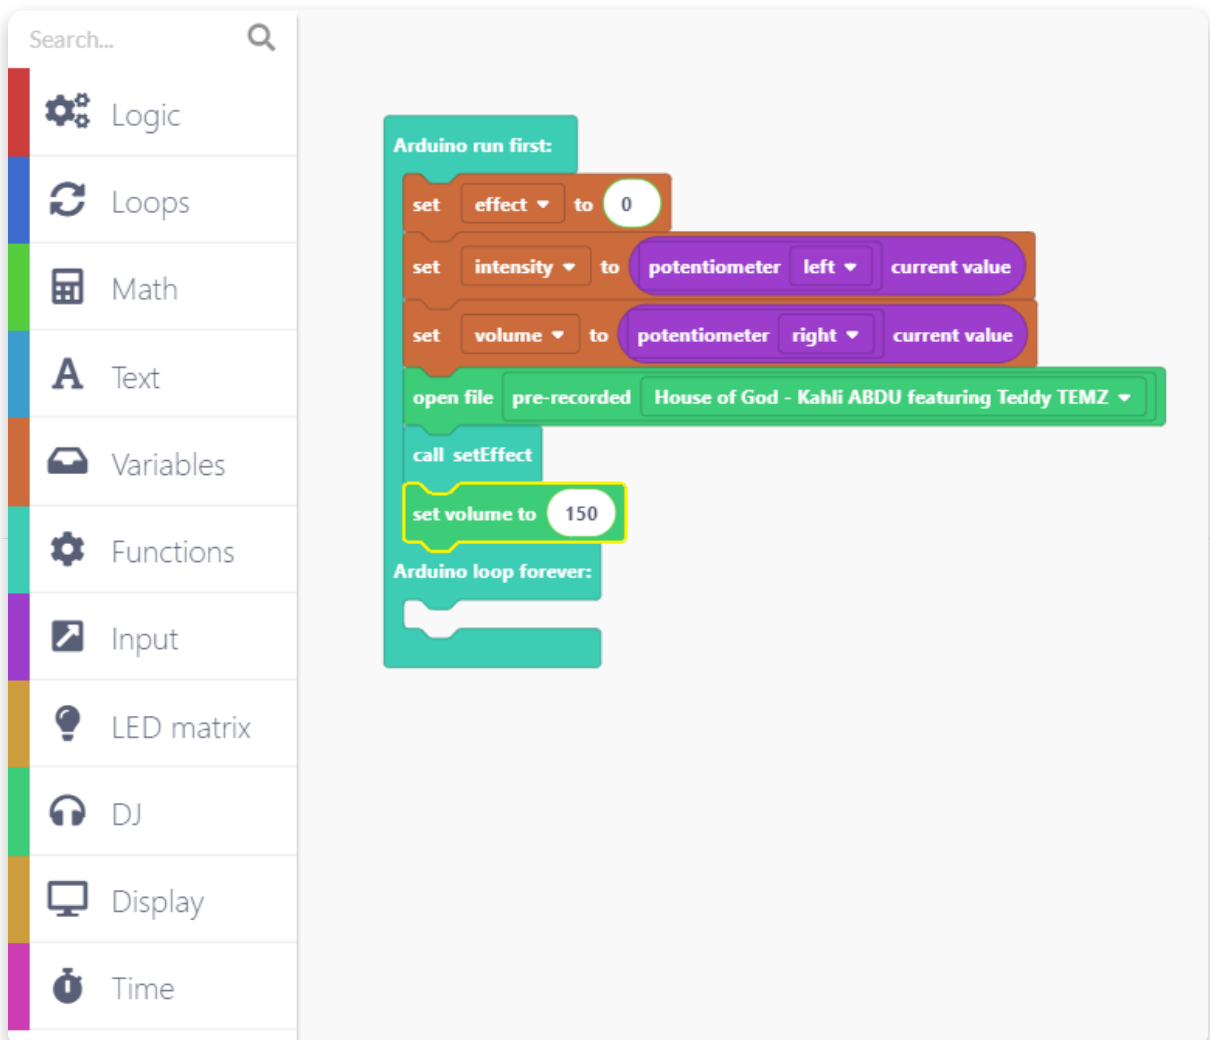 Search...
Logic
Loops
Math
Text
Variables
Functions
Input
LED matrix
DJ
Display
Time
Arduino run first:
set effect to 0
set intensity to potentiometer left current value
set volume to potentiometer right current value
open file pre-recorded House of God - Kahli ABDU featuring Teddy TEMZ
call setEffect
set volume to 150
Arduino loop forever: